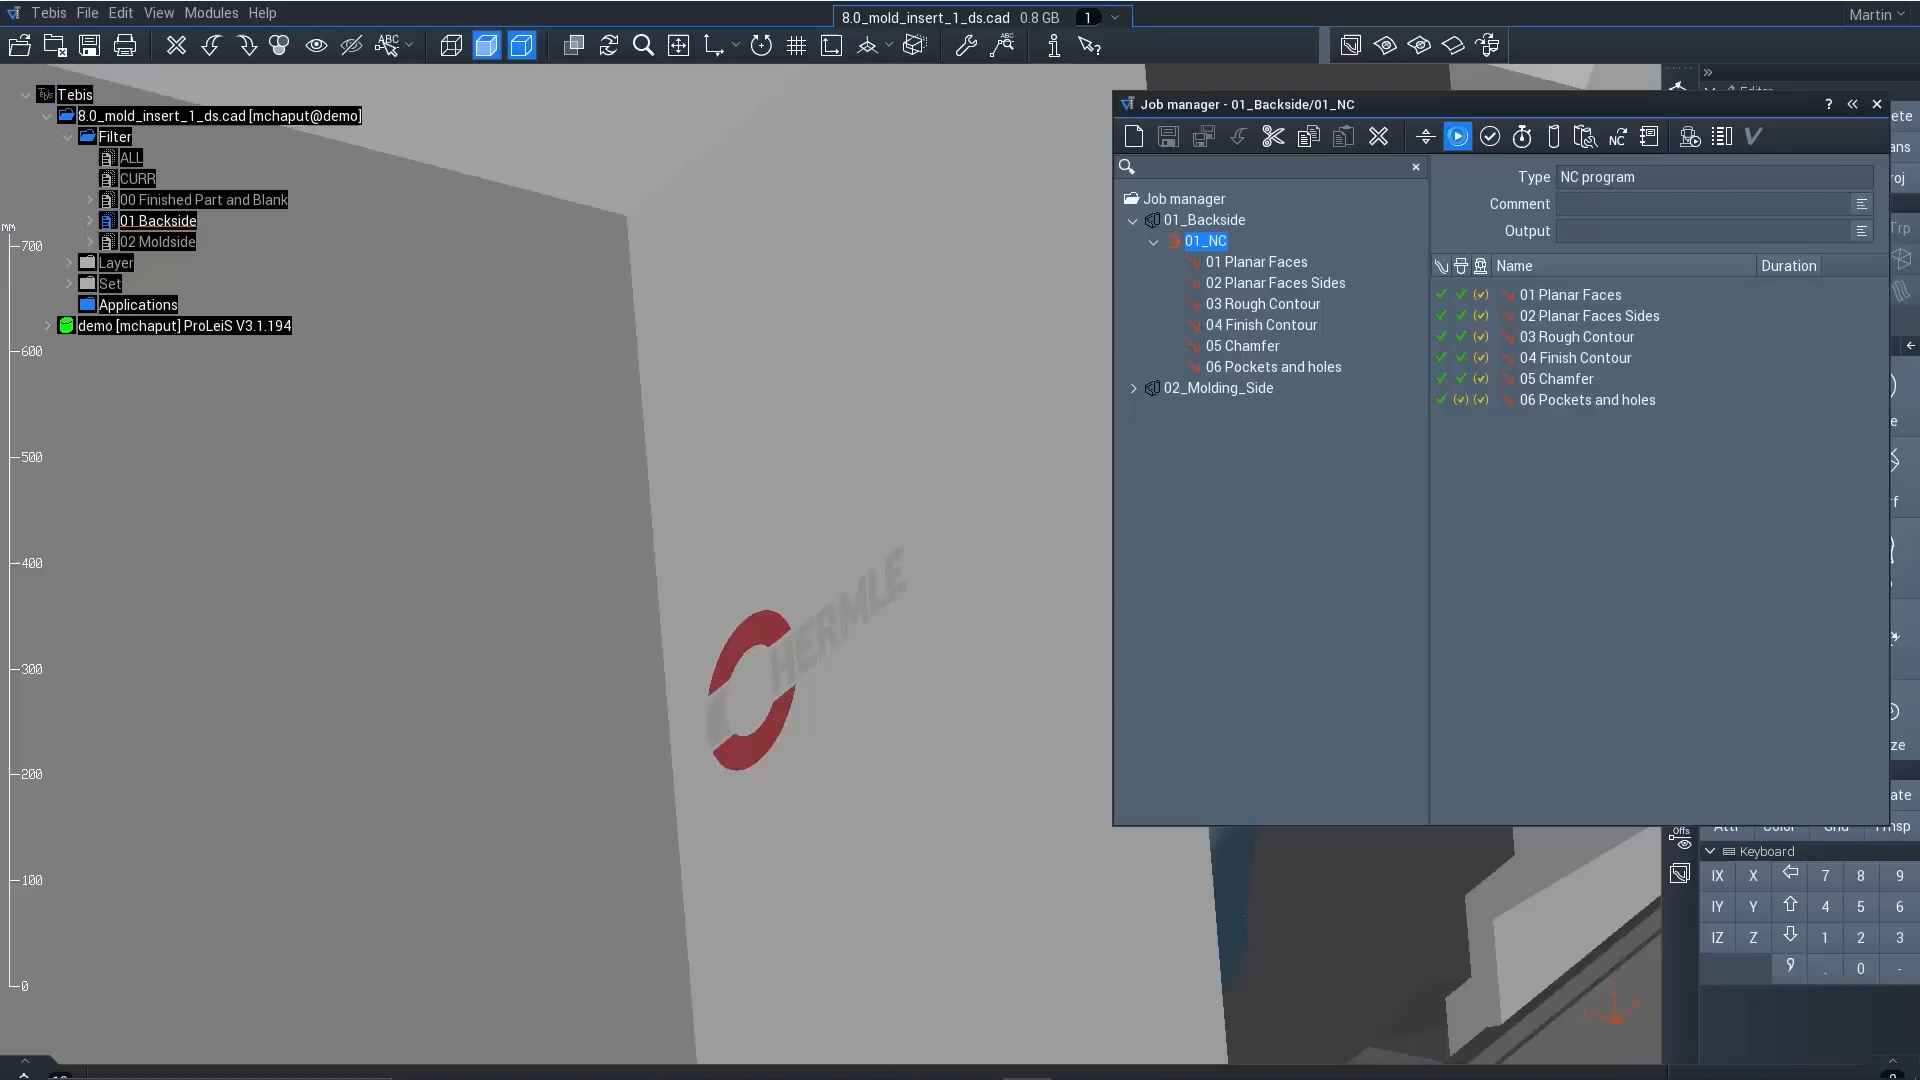 Tebis File Edit View Modules Help
8.0_mold_insert_1_ds.cad 0.8 GB 1
Martin
ABC
ABC
Tebis
8.0_mold_insert_1_ds.cad [mchaput@demo]
Filter
ALL
CURR
00 Finished Part and Blank
01 Backside
02 Moldside
Layer
Set
Applications
demo [mchaput] ProLeiS V3.1.194
MM
700
600
500
400
300
200
100
0
HERMLE
Job manager - 01_Backside/01_NC
?
NC
Job manager
01_Backside
01_NC
01 Planar Faces
02 Planar Faces Sides
03 Rough Contour
04 Finish Contour
05 Chamfer
06 Pockets and holes
02_Molding_Side
Type NC program
Comment
Output
Name Duration
01 Planar Faces
02 Planar Faces Sides
03 Rough Contour
04 Finish Contour
05 Chamfer
06 Pockets and holes
Offs
Keyboard
IX X 7 8 9
IY Y 4 5 6
IZ Z 1 2 3
. 0 -